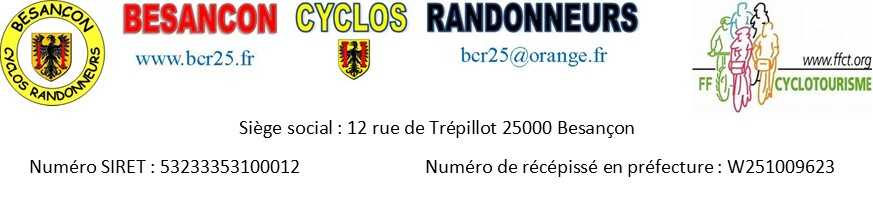 BESANCON CYCLOS RANDONNEURS
BESANCON CYCLOS RANDONNEURS
www.bcr25.fr
bcr25@orange.fr
www.ffct.org
FF CYCLOTOURISME
Siège social : 12 rue de Trépillot 25000 Besançon
Numéro SIRET : 53233353100012 Numéro de récépissé en préfecture : W251009623